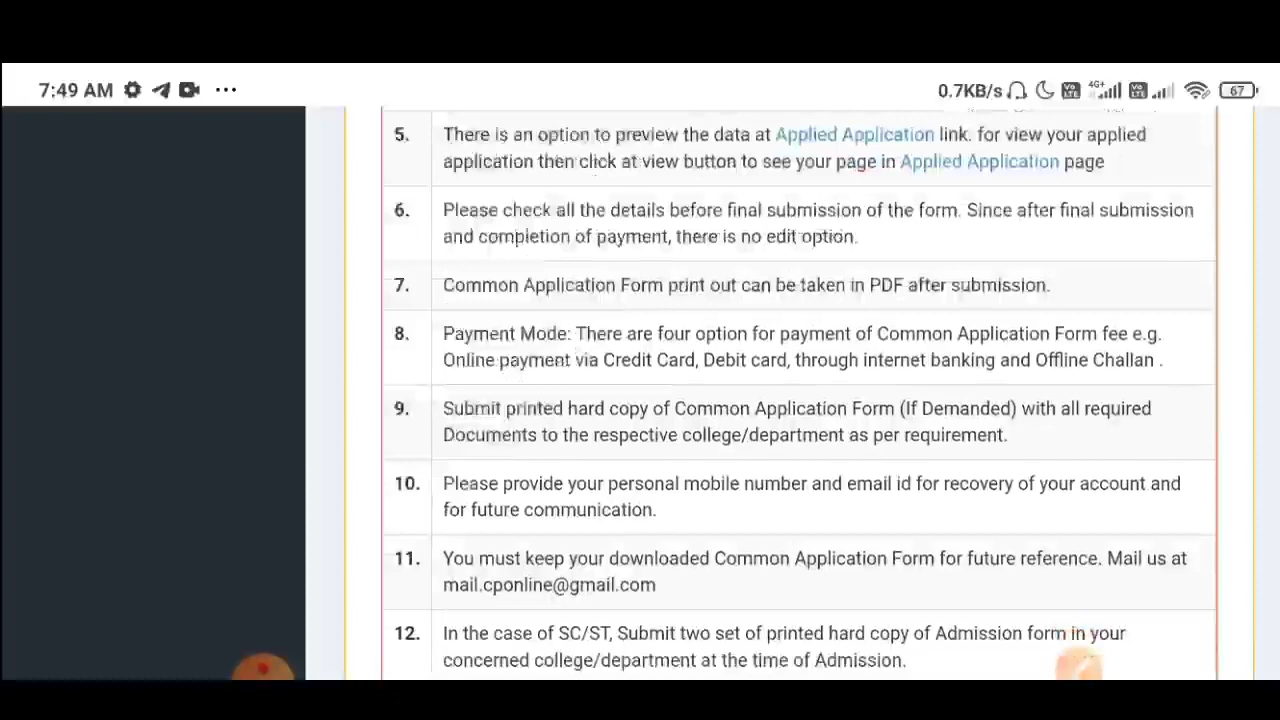 7:49 AM ... 0.7KB/s Vo LTE 4G+ Vo LTE 67
5. There is an option to preview the data at Applied Application link. for view your applied
application then click at view button to see your page in Applied Application page
6. Please check all the details before final submission of the form. Since after final submission
and completion of payment, there is no edit option.
7. Common Application Form print out can be taken in PDF after submission.
8. Payment Mode: There are four option for payment of Common Application Form fee e.g.
Online payment via Credit Card, Debit card, through internet banking and Offline Challan .
9. Submit printed hard copy of Common Application Form (If Demanded) with all required
Documents to the respective college/department as per requirement.
10. Please provide your personal mobile number and email id for recovery of your account and
for future communication.
11. You must keep your downloaded Common Application Form for future reference. Mail us at
mail.cponline@gmail.com
12. In the case of SC/ST, Submit two set of printed hard copy of Admission form in your
concerned college/department at the time of Admission.